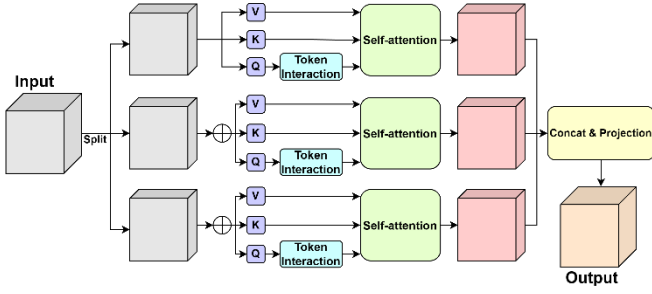 Input
Split
V
K
Q
Token
Interaction
Self-attention
V
K
Q
Token
Interaction
Self-attention
V
K
Q
Token
Interaction
Self-attention
Concat & Projection
Output